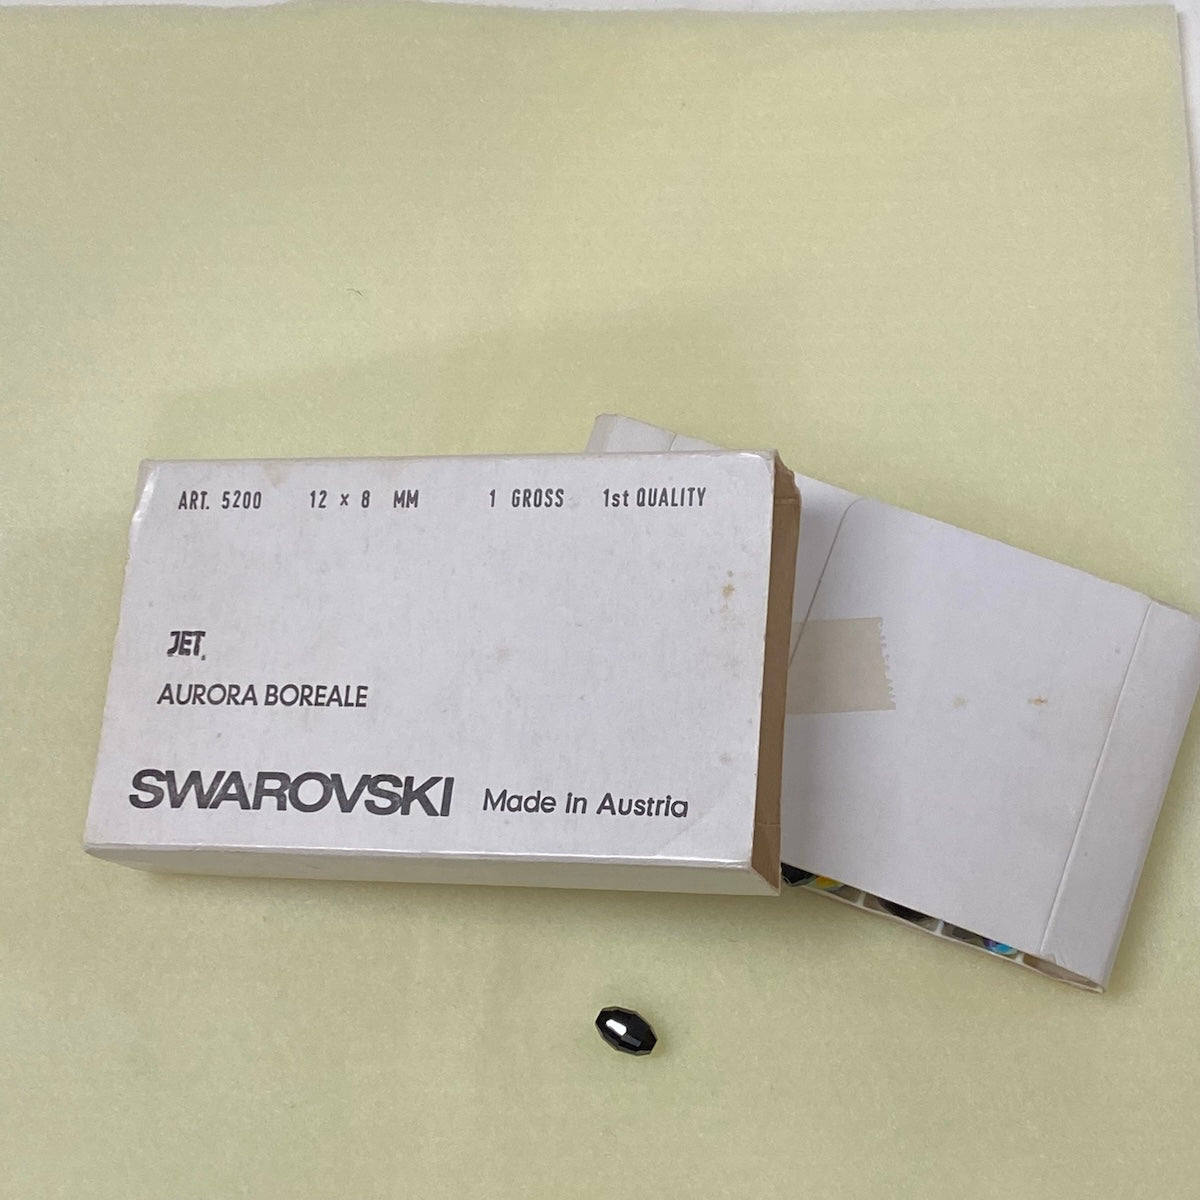 ART. 5200 12 x 8 MM 1 GROSS 1st QUALITY
JET
AURORA BOREALE
SWAROVSKI Made in Austria